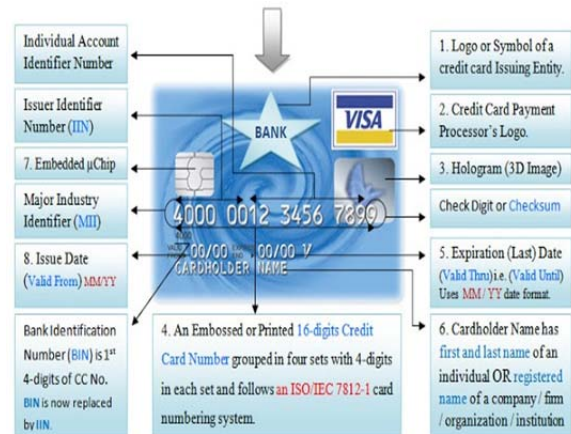 Individual Account
Identifier Number
Issuer Identifier
Number (IIN)
7. Embedded µChip
Major Industry
Identifier (MII)
8. Issue Date
(Valid From) MM/YY
Bank Identification
Number (BIN) is 1st
4-digits of CC No.
BIN is now replaced
by IIN.
BANK
VISA
4000 0012 3456 7899
4000
00/00 00/00 V
CARDHOLDER NAME
4. An Embossed or Printed 16-digits Credit
Card Number grouped in four sets with 4-digits
in each set and follows an ISO/IEC 7812-1 card
numbering system.
1. Logo or Symbol of a
credit card Issuing Entity.
2. Credit Card Payment
Processor's Logo.
3. Hologram (3D Image)
Check Digit or Checksum
5. Expiration (Last) Date
(Valid Thru) i.e. (Valid Until)
Uses MM / YY date format.
6. Cardholder Name has
first and last name of an
individual OR registered
name of a company / firm
/ organization / institution